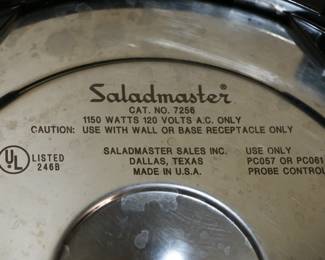 Saladmaster
CAT. NO. 7256
1150 WATTS 120 VOLTS A.C. ONLY
CAUTION: USE WITH WALL OR BASE RECEPTACLE ONLY
UL LISTED 246B
SALADMASTER SALES INC.
DALLAS, TEXAS
MADE IN U.S.A.
USE ONLY
PC057 OR PC061
PROBE CONTROL